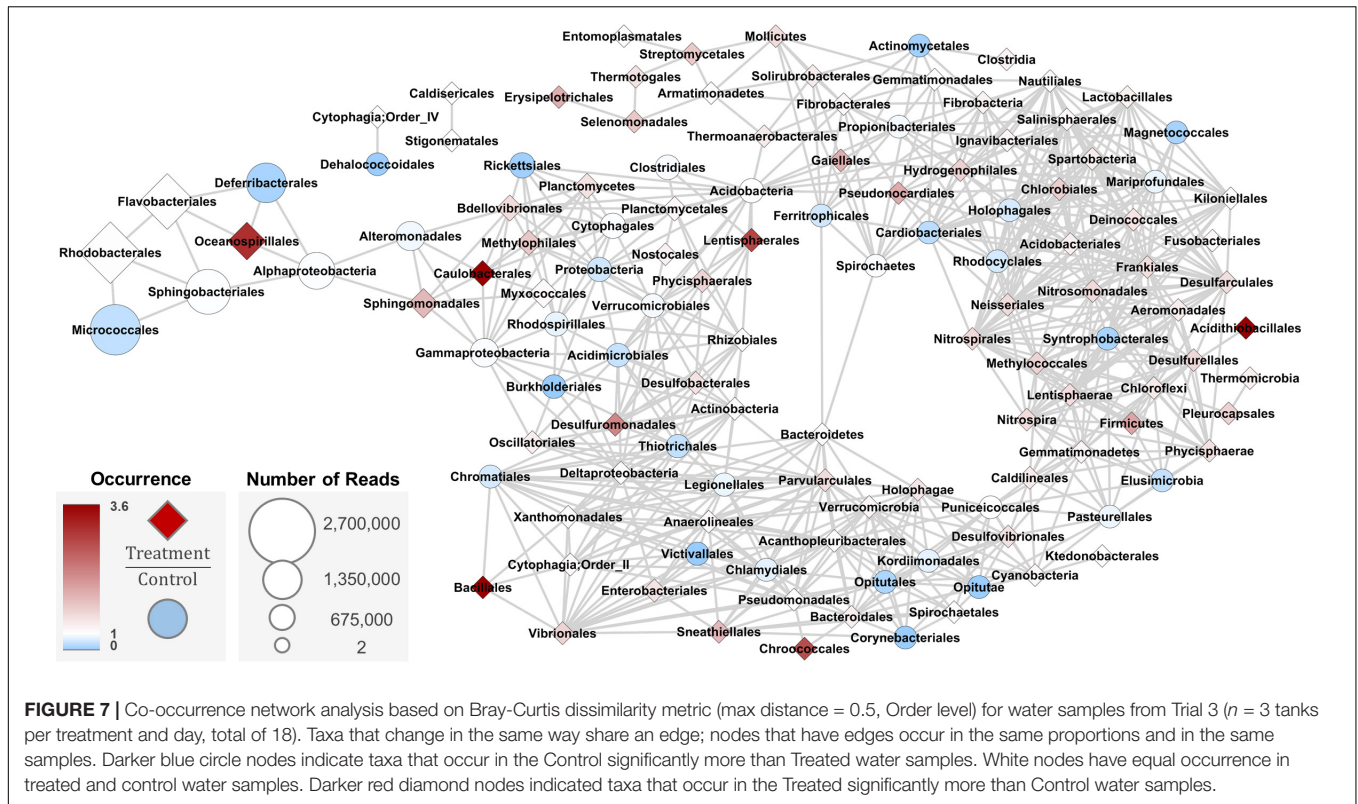 Entomoplasmatales
Mollicutes
Actinomycetales
Streptomycetales
Clostridia
Thermotogales
Solirubrobacterales
Gemmatimonadales
Nautiliales
Caldisericales
Erysipelotrichales
Armatimonadetes
Fibrobacterales
Fibrobacteria
Lactobacillales
Cytophagia;Order_IV
Selenomonadales
Propionibacteriales
Salinisphaerales
Stigonematales
Thermoanaerobacterales
Ignavibacteriales
Magnetococcales
Dehalococcoidales
Rickettsiales
Clostridiales
Gaiellales
Hydrogenophilales
Spartobacteria
Deferribacterales
Planctomycetes
Acidobacteria
Pseudonocardiales
Chlorobiales
Mariprofundales
Flavobacteriales
Bdellovibrionales
Planctomycetales
Ferritrophicales
Holophagales
Kiloniellales
Oceanospirillales
Alteromonadales
Cytophagales
Lentisphaerales
Cardiobacteriales
Deinococcales
Rhodobacterales
Methylophilales
Nostocales
Acidobacteriales
Fusobacteriales
Alphaproteobacteria
Caulobacterales
Proteobacteria
Spirochaetes
Rhodocyclales
Frankiales
Sphingobacteriales
Sphingomonadales
Myxococcales
Phycisphaerales
Nitrosomonadales
Desulfarculales
Verrucomicrobiales
Neisseriales
Aeromonadales
Micrococcales
Rhodospirillales
Rhizobiales
Nitrospirales
Syntrophobacterales
Acidithiobacillales
Gammaproteobacteria
Acidimicrobiales
Methylococcales
Desulfurellales
Burkholderiales
Desulfobacterales
Lentisphaerae
Chloroflexi
Thermomicrobia
Actinobacteria
Desulfuromonadales
Nitrospira
Firmicutes
Pleurocapsales
Oscillatoriales
Thiotrichales
Bacteroidetes
Gemmatimonadetes
Phycisphaerae
Chromatiales
Deltaproteobacteria
Legionellales
Parvularculales
Holophagae
Caldilineales
Elusimicrobia
Verrucomicrobia
Puniceicoccales
Xanthomonadales
Anaerolineales
Pasteurellales
Acanthopleuribacterales
Desulfovibrionales
Victivallales
Kordiimonadales
Ktedonobacterales
Cytophagia;Order_II
Chlamydiales
Cyanobacteria
Bacillales
Enterobacteriales
Opitutales
Opitutae
Pseudomonadales
Spirochaetales
Vibrionales
Sneathiellales
Bacteroidales
Corynebacteriales
Chroococcales
Occurrence
3.6
1
0
Treatment
Control
Number of Reads
2,700,000
1,350,000
675,000
2
FIGURE 7 | Co-occurrence network analysis based on Bray-Curtis dissimilarity metric (max distance = 0.5, Order level) for water samples from Trial 3 (n = 3 tanks
per treatment and day, total of 18). Taxa that change in the same way share an edge; nodes that have edges occur in the same proportions and in the same
samples. Darker blue circle nodes indicate taxa that occur in the Control significantly more than Treated water samples. White nodes have equal occurrence in
treated and control water samples. Darker red diamond nodes indicated taxa that occur in the Treated significantly more than Control water samples.